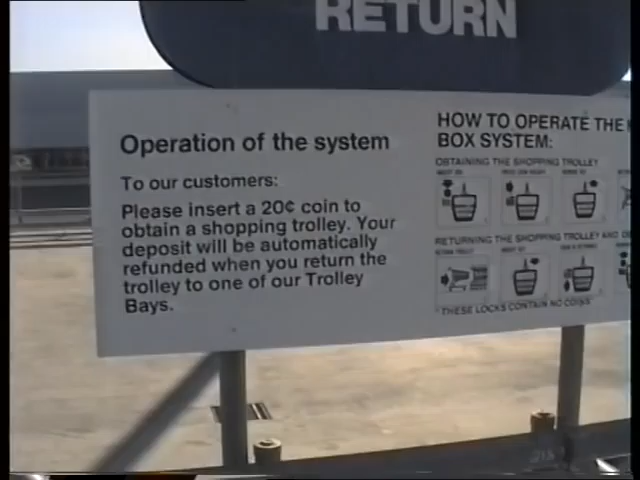 RETURN
Operation of the system
To our customers:
Please insert a 20¢ coin to
obtain a shopping trolley. Your
deposit will be automatically
refunded when you return the
trolley to one of our Trolley
Bays.
HOW TO OPERATE THE
BOX SYSTEM:
OBTAINING THE SHOPPING TROLLEY
RETURNING THE SHOPPING TROLLEY AND
*THESE LOCKS CONTAIN NO COINS*